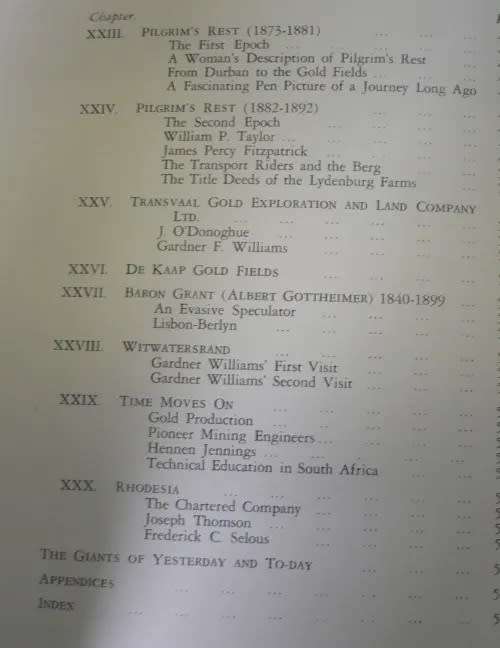 Chapter
XXIII. PILGRIM'S REST (1873-1881) ... ... ...
The First Epoch ... ... ... ...
A Woman's Description of Pilgrim's Rest ...
From Durban to the Gold Fields ... ... ...
A Fascinating Pen Picture of a Journey Long Ago
XXIV. PILGRIM'S REST (1882-1892) ... ... ...
The Second Epoch ... ... ... ...
William P. Taylor ... ... ... ... ...
James Percy Fitzpatrick ... ... ... ...
The Transport Riders and the Berg ... ...
The Title Deeds of the Lydenburg Farms ...
XXV. TRANSVAAL GOLD EXPLORATION AND LAND COMPANY
LTD. ... ... ... ... ... ...
J. O'Donoghue ... ... ... ... ...
Gardner F. Williams ... ... ... ...
XXVI. DE KAAP GOLD FIELDS ... ... ... ...
XXVII. BARON GRANT (ALBERT GOTTHEIMER) 1840-1899 ...
An Evasive Speculator ... ... ... ...
Lisbon-Berlyn ... ... ... ... ...
XXVIII. WITWATERSRAND ... ... ... ... ...
Gardner Williams' First Visit ... ... ...
Gardner Williams' Second Visit ... ... ...
XXIX. TIME MOVES ON ... ... ... ... ...
Gold Production ... ... ... ... ...
Pioneer Mining Engineers ... ... ... ...
Hennen Jennings ... ... ... ... ...
Technical Education in South Africa ... ...
XXX. RHODESIA ... ... ... ... ... ...
The Chartered Company ... ... ... ...
Joseph Thomson ... ... ... ... ...
Frederick C. Selous ... ... ... ...
THE GIANTS OF YESTERDAY AND TO-DAY ... ... ... 5
APPENDICES ... ... ... ... ... ... ... 5
INDEX ... ... ... ... ... ... ... ... 5